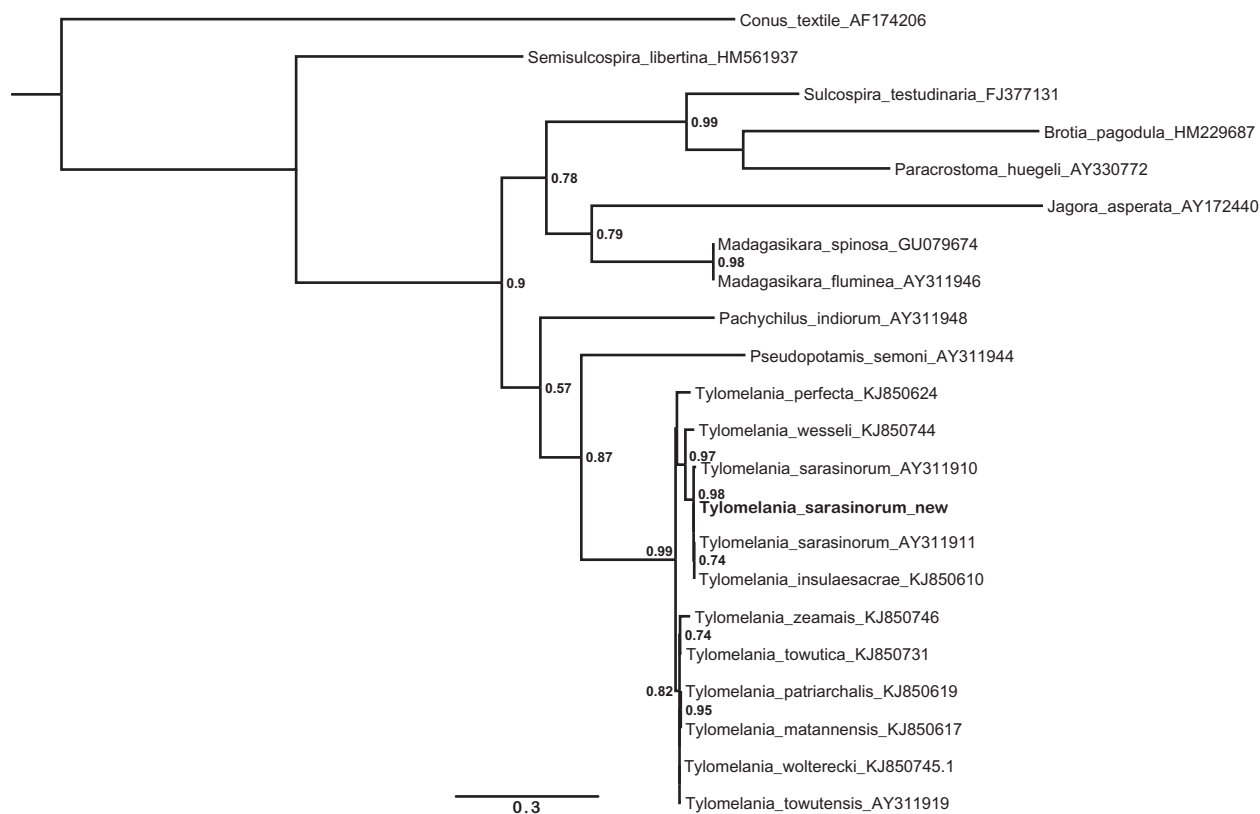 Conus_textile_AF174206
Semisulcospira_libertina_HM561937
Sulcospira_testudinaria_FJ377131
0.99
Brotia_pagodula_HM229687
Paracrostoma_huegeli_AY330772
0.78
Jagora_asperata_AY172440
0.79
Madagasikara_spinosa_GU079674
0.98
Madagasikara_fluminea_AY311946
0.9
Pachychilus_indiorum_AY311948
Pseudopotamis_semoni_AY311944
0.57
Tylomelania_perfecta_KJ850624
Tylomelania_wesseli_KJ850744
0.97
0.87
Tylomelania_sarasinorum_AY311910
0.98
Tylomelania_sarasinorum_new
Tylomelania_sarasinorum_AY311911
0.99
0.74
Tylomelania_insulaesacrae_KJ850610
Tylomelania_zeamais_KJ850746
0.74
Tylomelania_towutica_KJ850731
0.82
Tylomelania_patriarchalis_KJ850619
0.95
Tylomelania_matannensis_KJ850617
Tylomelania_wolterecki_KJ850745.1
Tylomelania_towutensis_AY311919
0.3